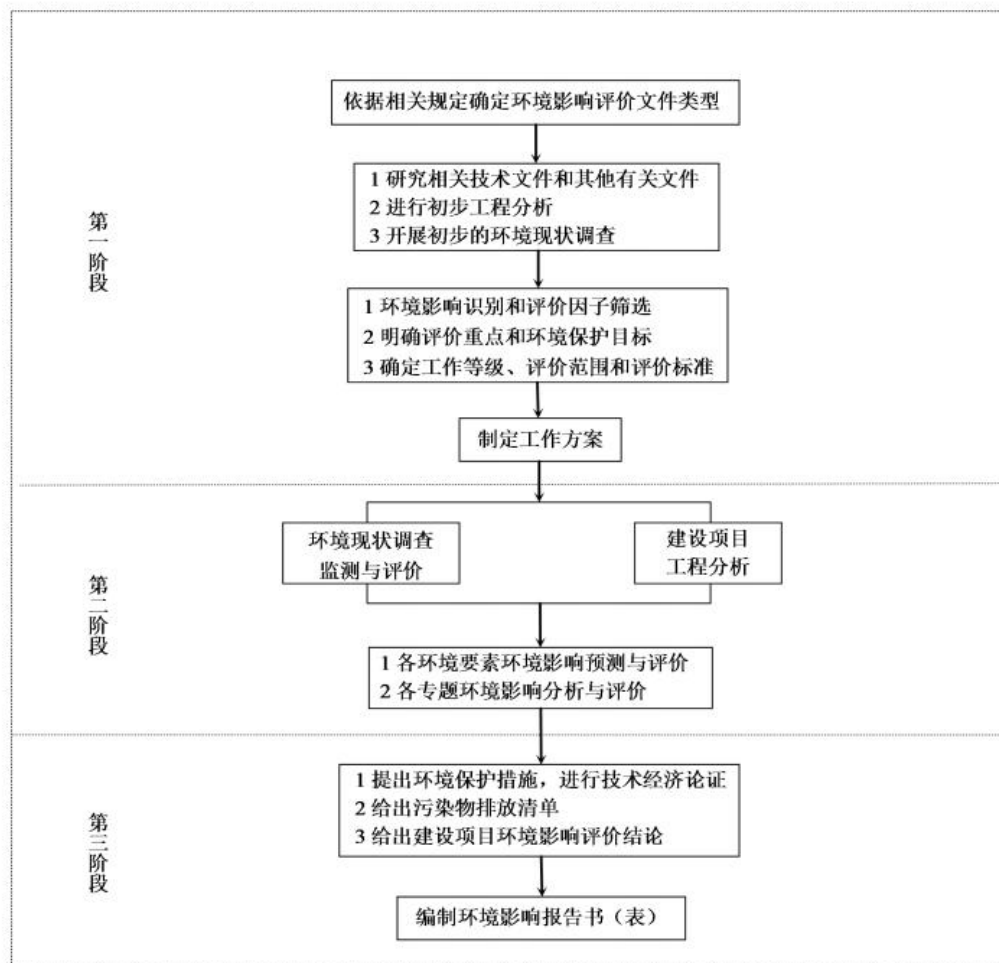 依据相关规定确定环境影响评价文件类型
1 研究相关技术文件和其他有关文件
2 进行初步工程分析
3 开展初步的环境现状调查
第一阶段
1 环境影响识别和评价因子筛选
2 明确评价重点和环境保护目标
3 确定工作等级、评价范围和评价标准
制定工作方案
环境现状调查
监测与评价
建设项目
工程分析
第二阶段
1 各环境要素环境影响预测与评价
2 各专题环境影响分析与评价
1 提出环境保护措施，进行技术经济论证
2 给出污染物排放清单
3 给出建设项目环境影响评价结论
第三阶段
编制环境影响报告书（表）